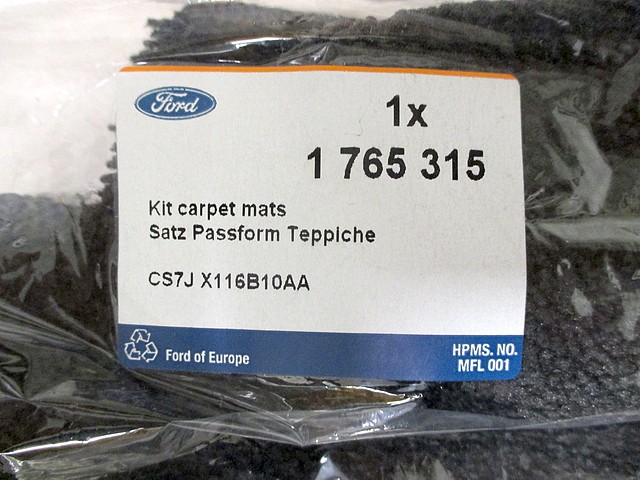 Ford
1x
1 765 315
Kit carpet mats
Satz Passform Teppiche
CS7J X116B10AA
Ford of Europe
HPMS. NO.
MFL 001